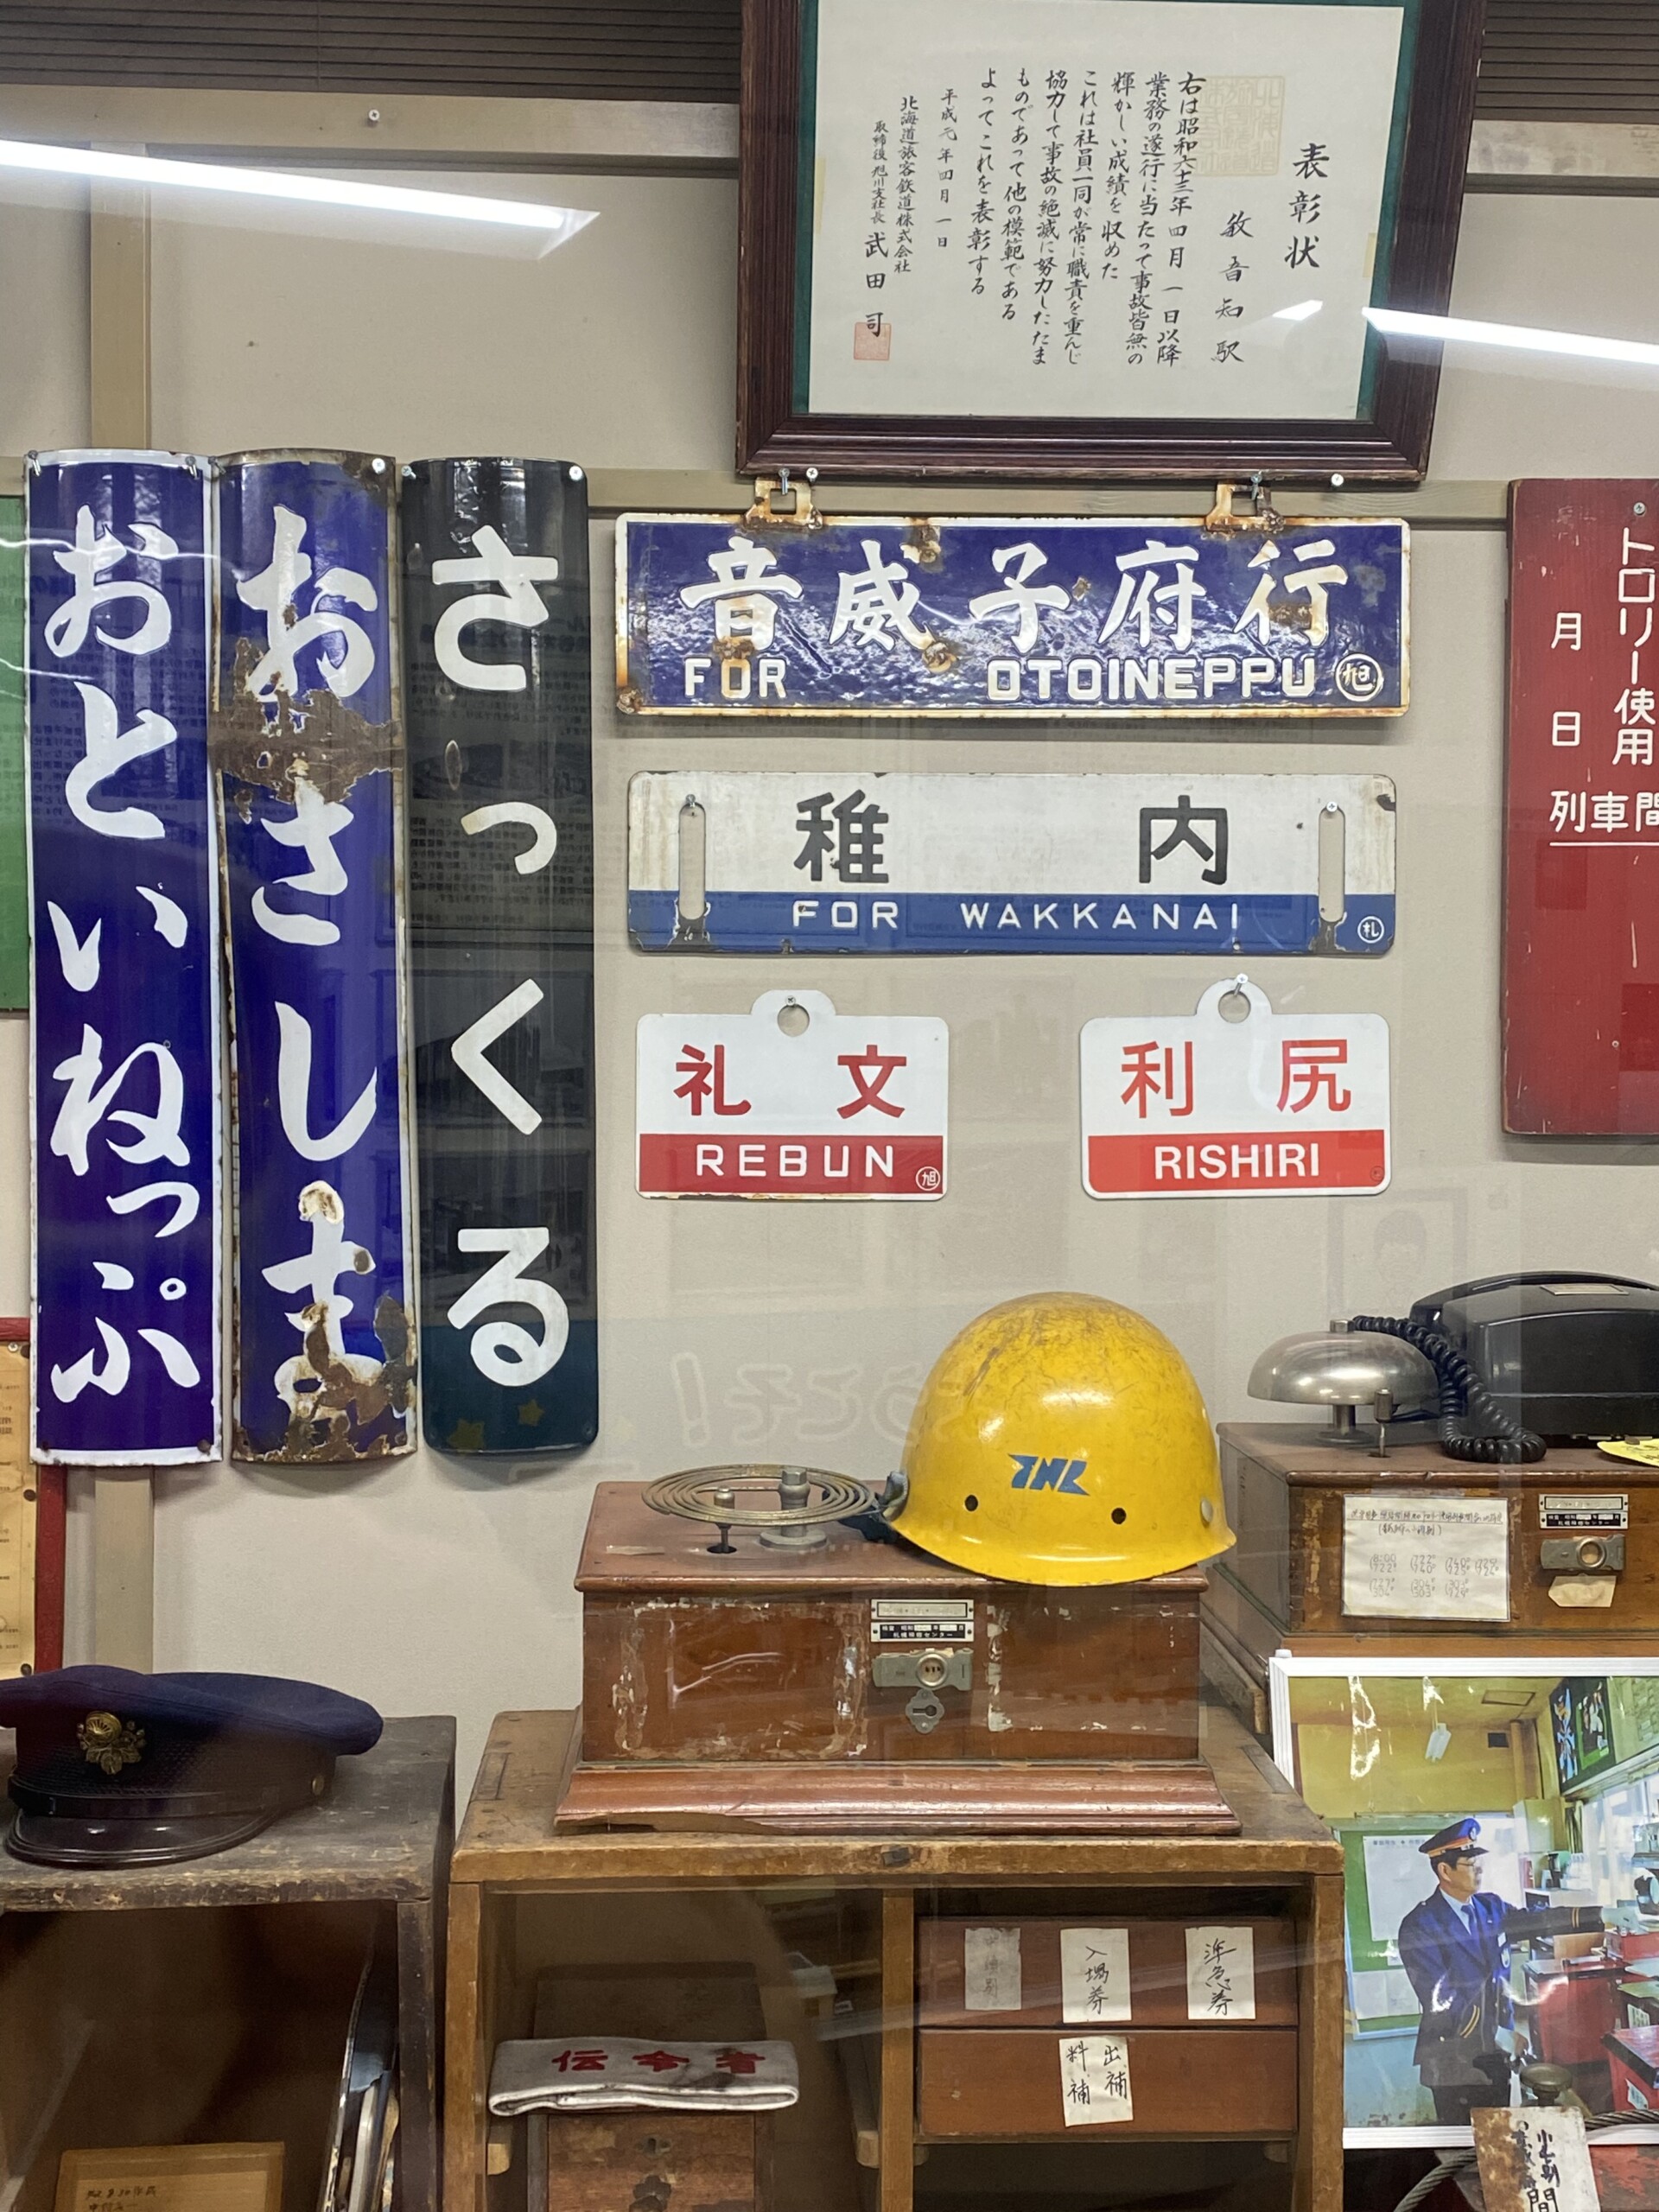 表彰状
敏音知駅
右は昭和六十三年四月一日以降
業務の遂行に当たって事故皆無の
輝かしい成績を収めた
これは社員一同が常に職責を重んじ
協力して事故の絶滅に努力したたま
ものであって他の模範である
よってこれを表彰する
平成元年四月一日
北海道旅客鉄道株式会社
取締役旭川支社長 武田司
おといねっぷ
おさしま
さっくる
音威子府行
FOR OTOINEPPU 旭
稚内
FOR WAKKANAI 札
礼文
REBUN 旭
利尻
RISHIRI
トロリー使用
月 日
列車間
伝令者
入場券
準急券
出補
料補